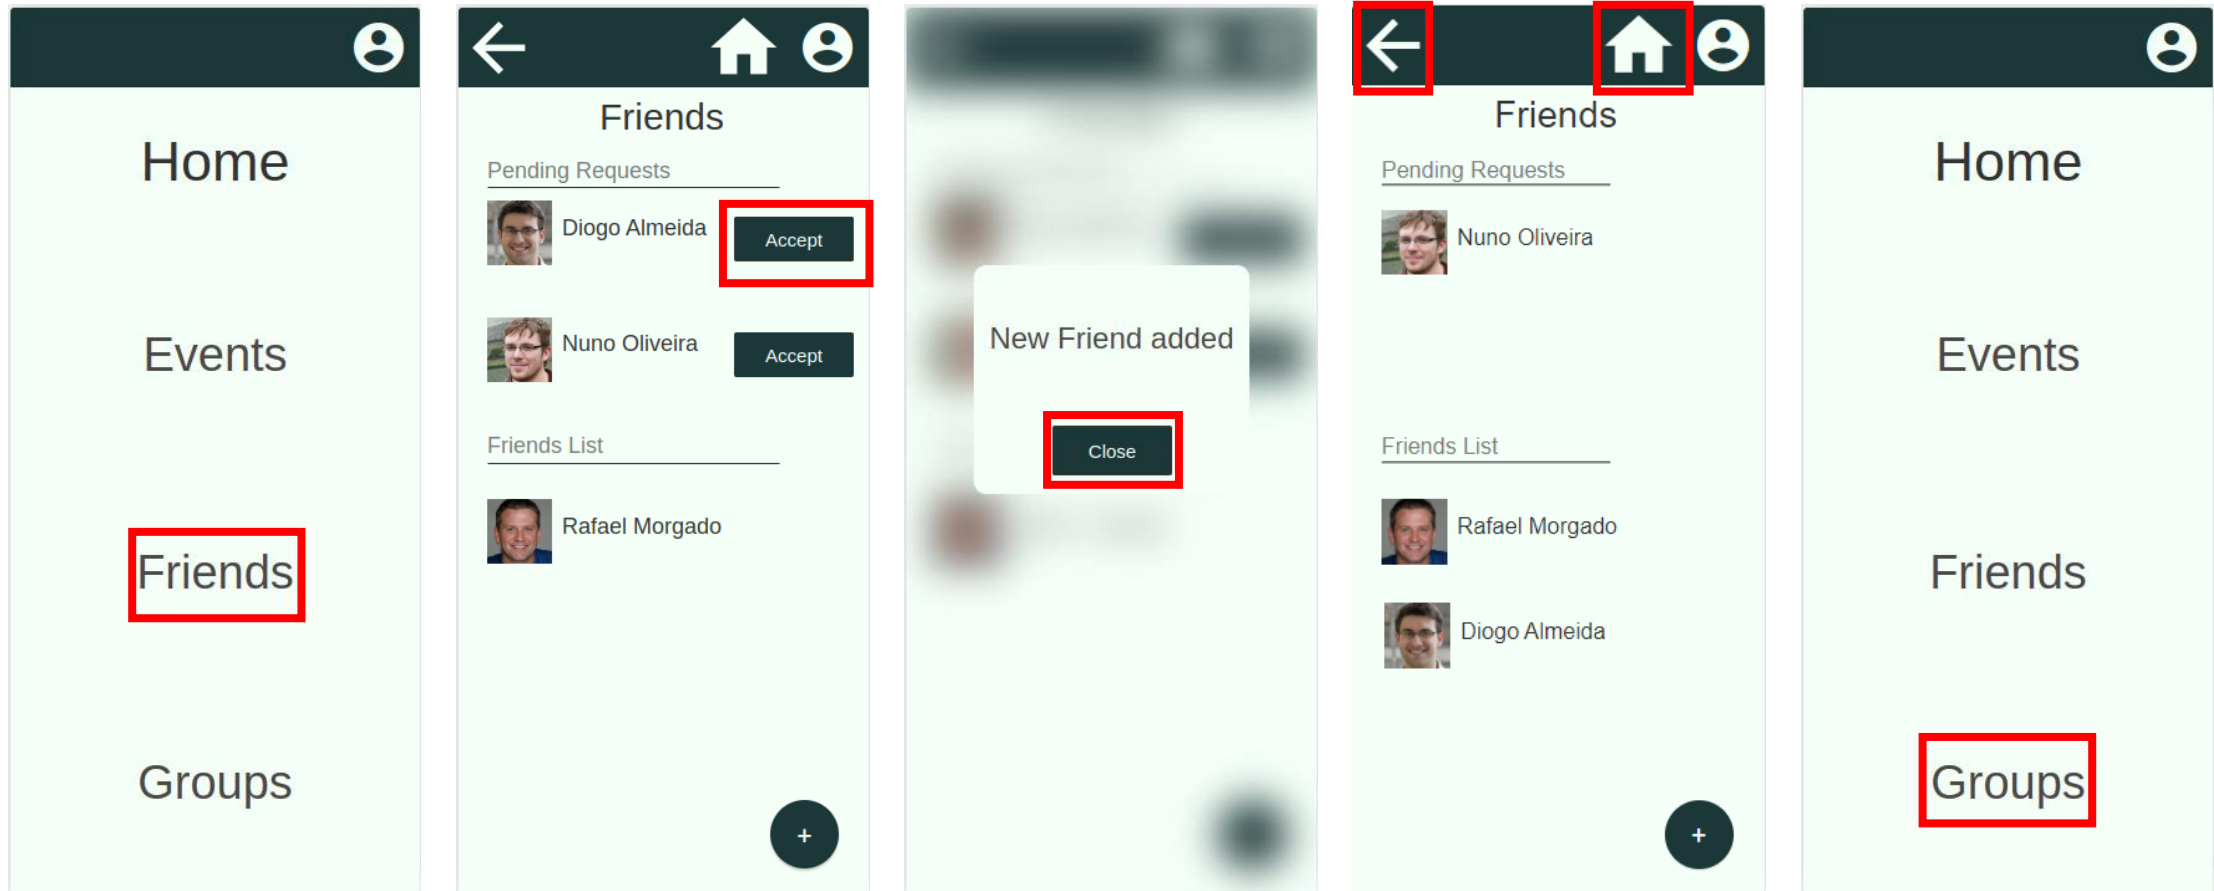 Home
Events
Friends
Groups
Friends
Pending Requests
Diogo Almeida
Accept
Nuno Oliveira
Accept
Friends List
Rafael Morgado
+
New Friend added
Close
Friends
Pending Requests
Nuno Oliveira
Friends List
Rafael Morgado
Diogo Almeida
+
Home
Events
Friends
Groups